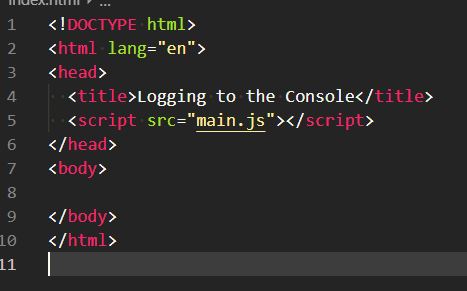 index.html > ...
1 <!DOCTYPE html>
2 <html lang="en">
3 <head>
4 <title>Logging to the Console</title>
5 <script src="main.js"></script>
6 </head>
7 <body>
8
9 </body>
10 </html>
11